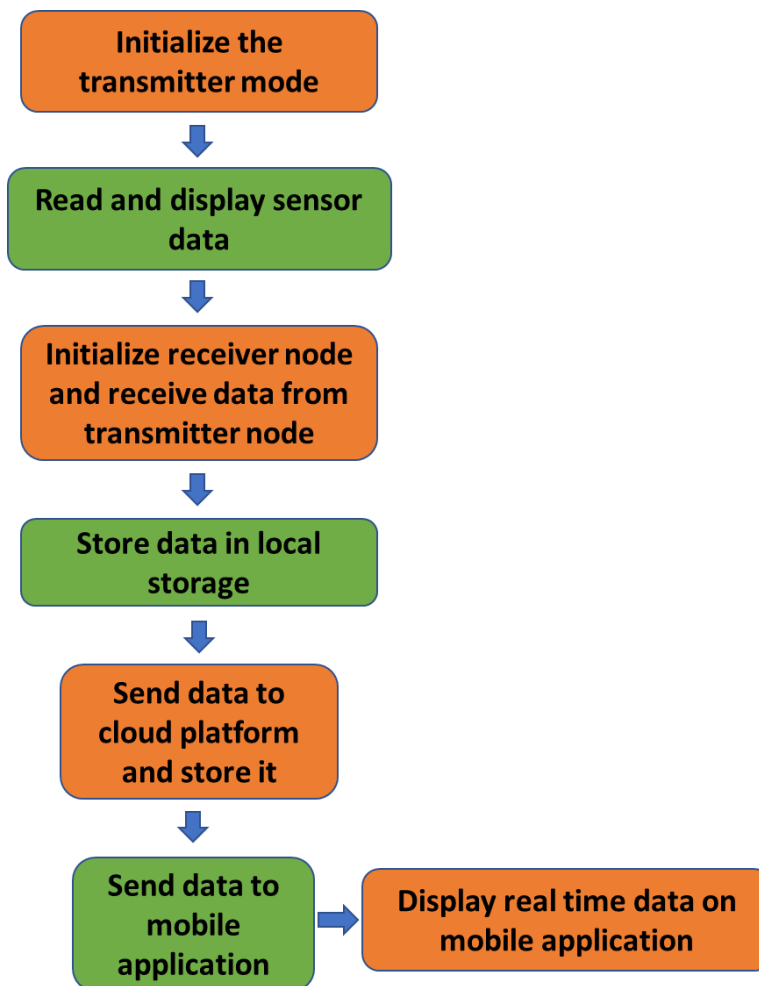 Initialize the
transmitter mode
Read and display sensor
data
Initialize receiver node
and receive data from
transmitter node
Store data in local
storage
Send data to
cloud platform
and store it
Send data to
mobile
application
Display real time data on
mobile application